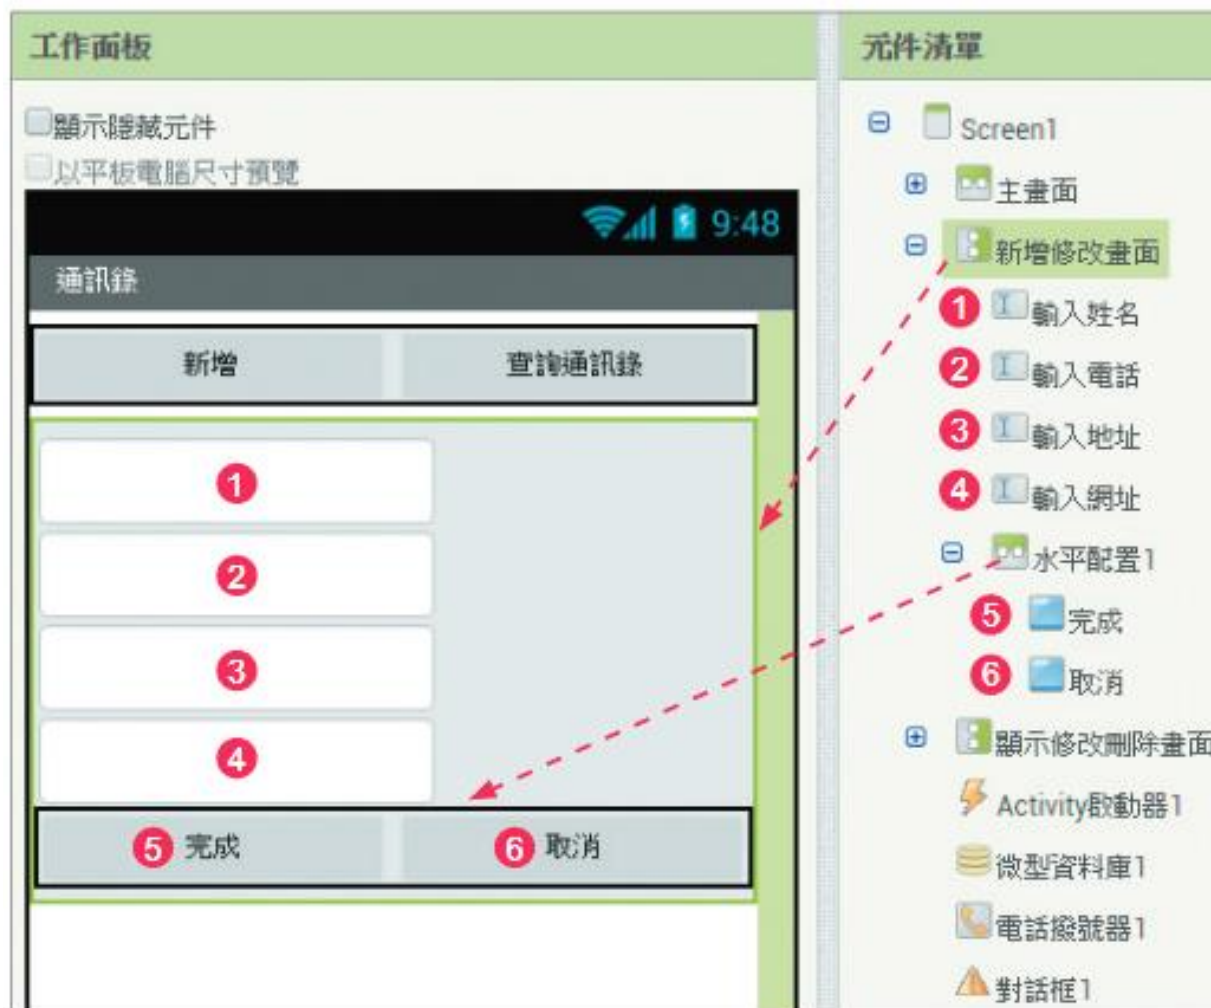 工作面板
顯示隱藏元件
以平板電腦尺寸預覽
9:48
通訊錄
新增 查詢通訊錄
1
2
3
4
5 完成 6 取消
元件清單
Screen1
主畫面
新增修改畫面
1 輸入姓名
2 輸入電話
3 輸入地址
4 輸入網址
水平配置1
5 完成
6 取消
顯示修改刪除畫面
Activity啟動器1
微型資料庫1
電話撥號器1
對話框1